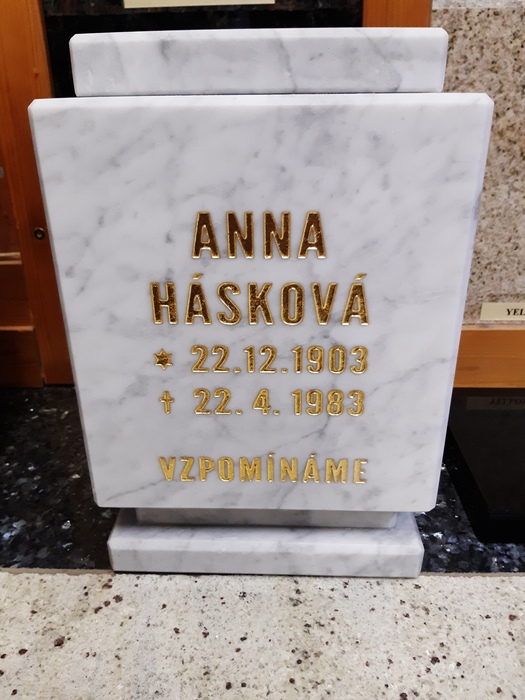 ANNA
HÁSKOVÁ
✶ 22.12.1903
† 22. 4. 1983
VZPOMÍNÁME